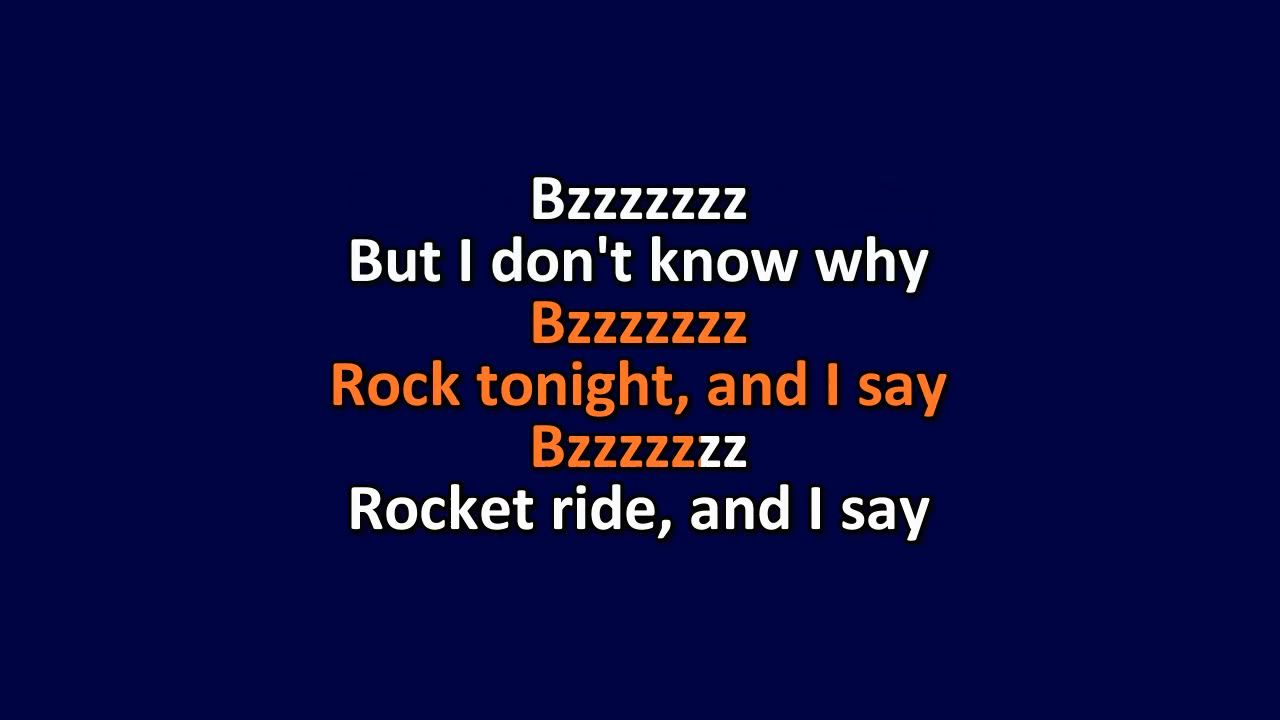 Bzzzzzzz
But I don't know why
Bzzzzzzz
Rock tonight, and I say
Bzzzzzzz
Rocket ride, and I say